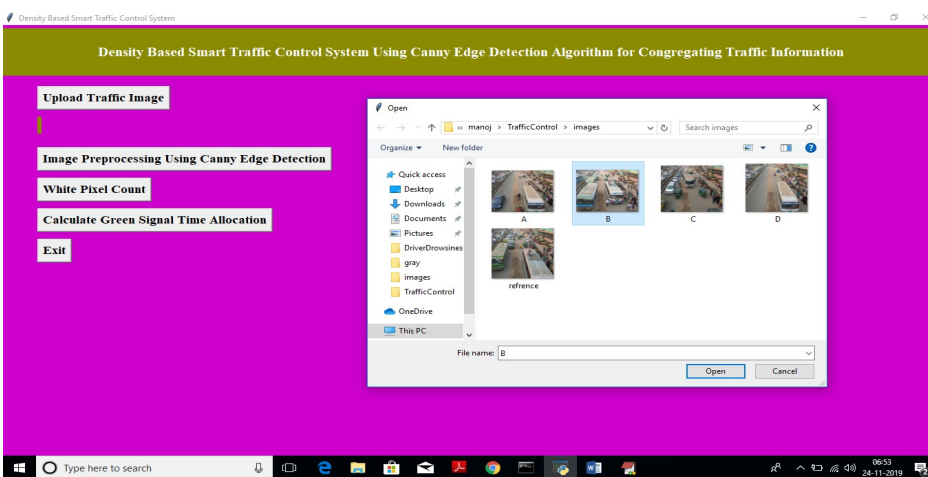 Density Based Smart Traffic Control System
Density Based Smart Traffic Control System Using Canny Edge Detection Algorithm for Congregating Traffic Information
Upload Traffic Image
Image Preprocessing Using Canny Edge Detection
White Pixel Count
Calculate Green Signal Time Allocation
Exit
Open
« manoj › TrafficControl › images
Search images
Organize
New folder
Quick access
Desktop
Downloads
Documents
Pictures
DriverDrowsines
gray
images
TrafficControl
OneDrive
This PC
A
B
C
D
refrence
File name: B
Open
Cancel
Type here to search
06:53
24-11-2019